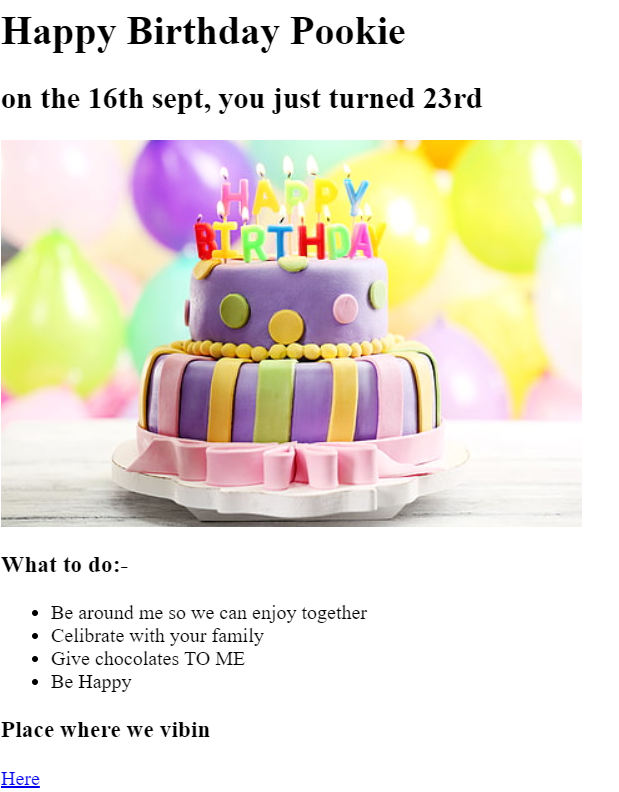 Happy Birthday Pookie
on the 16th sept, you just turned 23rd
HAPPY
BIRTHDAY
What to do:-
Be around me so we can enjoy together
Celibrate with your family
Give chocolates TO ME
Be Happy
Place where we vibin
Here